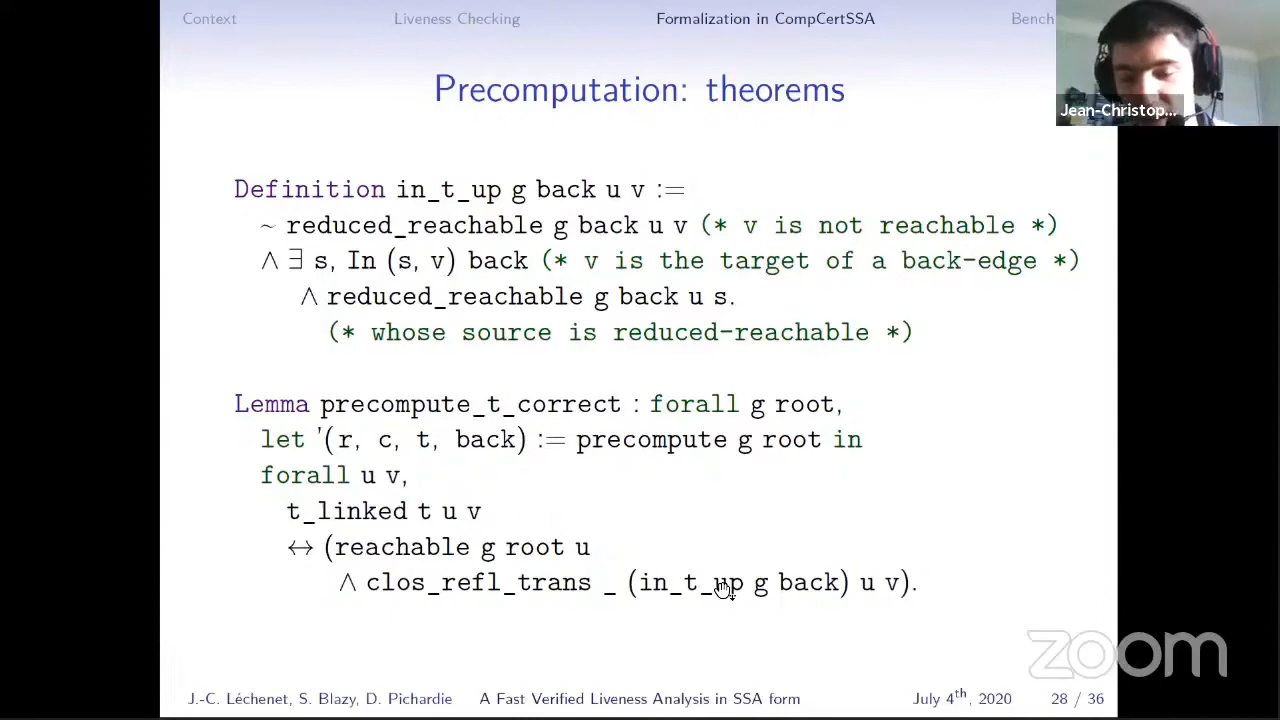 Context Liveness Checking Formalization in CompCertSSA Bench
Jean-Christop...
Precomputation: theorems
Definition in_t_up g back u v :=
~ reduced_reachable g back u v (* v is not reachable *)
∧ ∃ s, In (s, v) back (* v is the target of a back-edge *)
∧ reduced_reachable g back u s.
(* whose source is reduced-reachable *)
Lemma precompute_t_correct : forall g root,
let '(r, c, t, back) := precompute g root in
forall u v,
t_linked t u v
↔ (reachable g root u
∧ clos_refl_trans _ (in_t_up g back) u v).
zoom
J.-C. Léchenet, S. Blazy, D. Pichardie A Fast Verified Liveness Analysis in SSA form July 4th, 2020 28 / 36